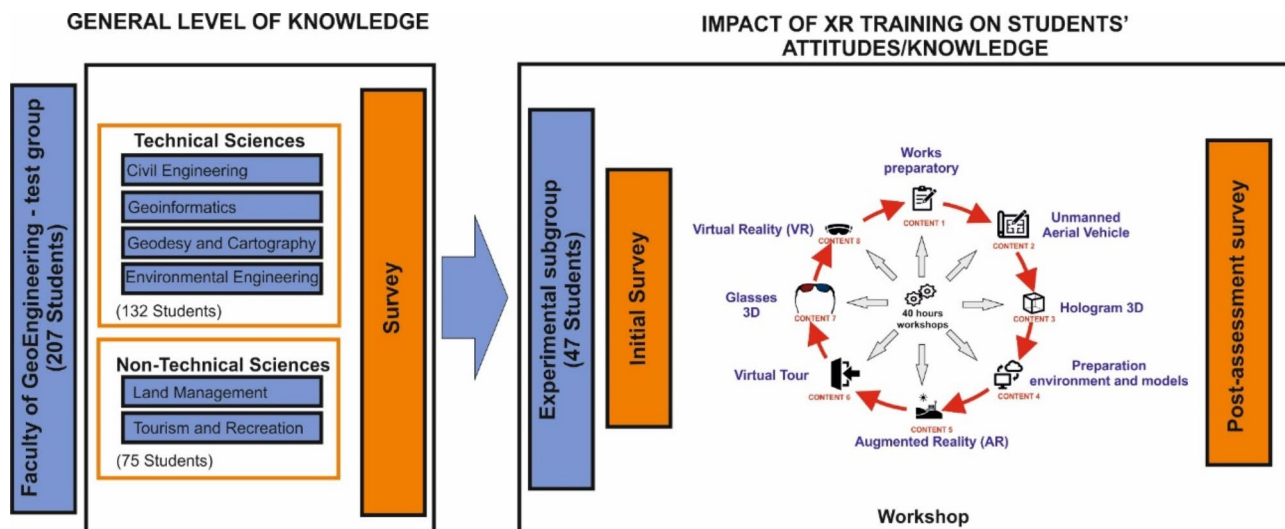 GENERAL LEVEL OF KNOWLEDGE
Faculty of GeoEngineering - test group
(207 Students)
Technical Sciences
Civil Engineering
Geoinformatics
Geodesy and Cartography
Environmental Engineering
(132 Students)
Non-Technical Sciences
Land Management
Tourism and Recreation
(75 Students)
Survey
IMPACT OF XR TRAINING ON STUDENTS'
ATTITUDES/KNOWLEDGE
Experimental subgroup
(47 Students)
Initial Survey
Works
preparatory
CONTENT 1
Unmanned
Aerial Vehicle
CONTENT 2
Hologram 3D
CONTENT 3
Preparation
environment and models
CONTENT 4
Augmented Reality (AR)
CONTENT 5
Virtual Tour
CONTENT 6
Glasses
3D
CONTENT 7
Virtual Reality (VR)
CONTENT 8
40 hours
workshops
Workshop
Post-assessment survey